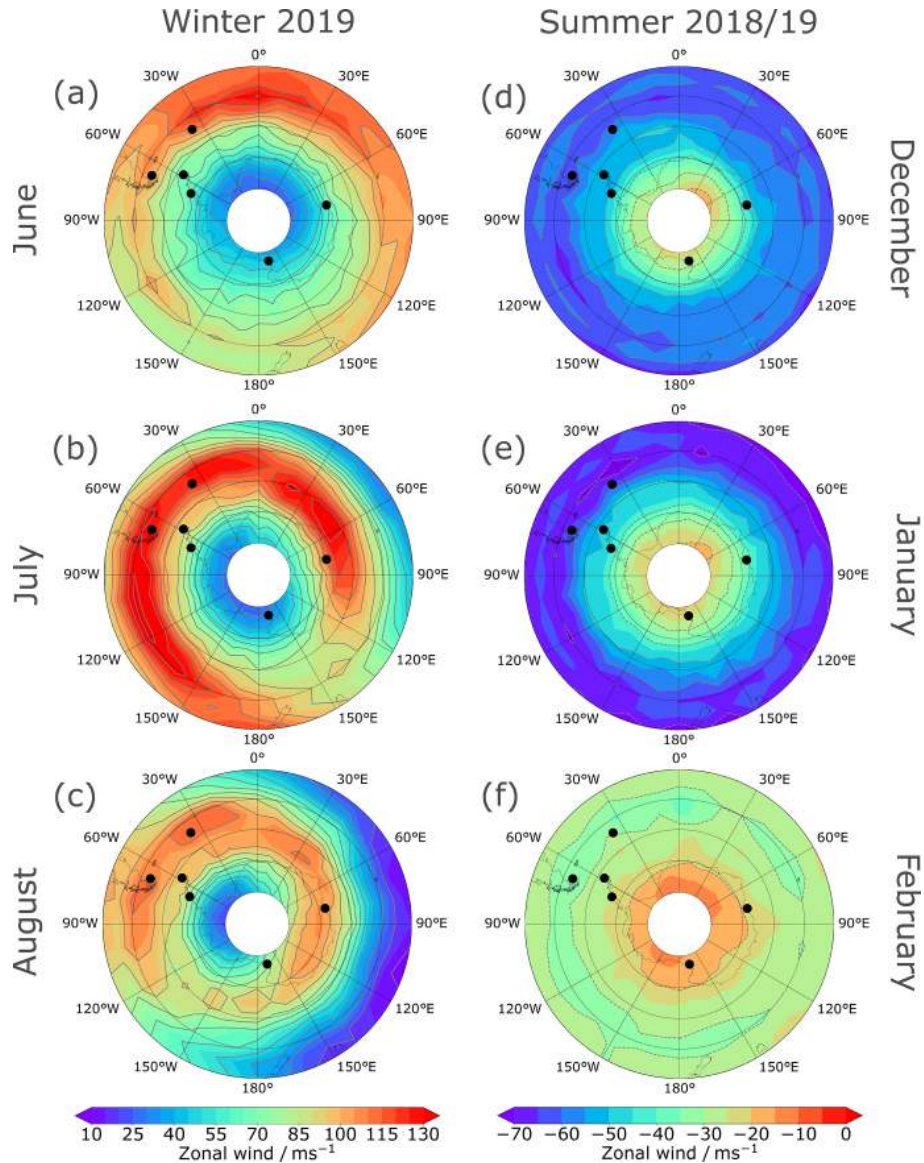 Winter 2019
Summer 2018/19
(a)
0°
30°W
30°E
60°W
60°E
90°W
90°E
120°W
120°E
150°W
150°E
180°
June
(d)
0°
30°W
30°E
60°W
60°E
90°W
90°E
120°W
120°E
150°W
150°E
180°
December
(b)
0°
30°W
30°E
60°W
60°E
90°W
90°E
120°W
120°E
150°W
150°E
180°
July
(e)
0°
30°W
30°E
60°W
60°E
90°W
90°E
120°W
120°E
150°W
150°E
180°
January
(c)
0°
30°W
30°E
60°W
60°E
90°W
90°E
120°W
120°E
150°W
150°E
180°
August
(f)
0°
30°W
30°E
60°W
60°E
90°W
90°E
120°W
120°E
150°W
150°E
180°
February
10 25 40 55 70 85 100 115 130
Zonal wind / ms⁻¹
−70 −60 −50 −40 −30 −20 −10 0
Zonal wind / ms⁻¹